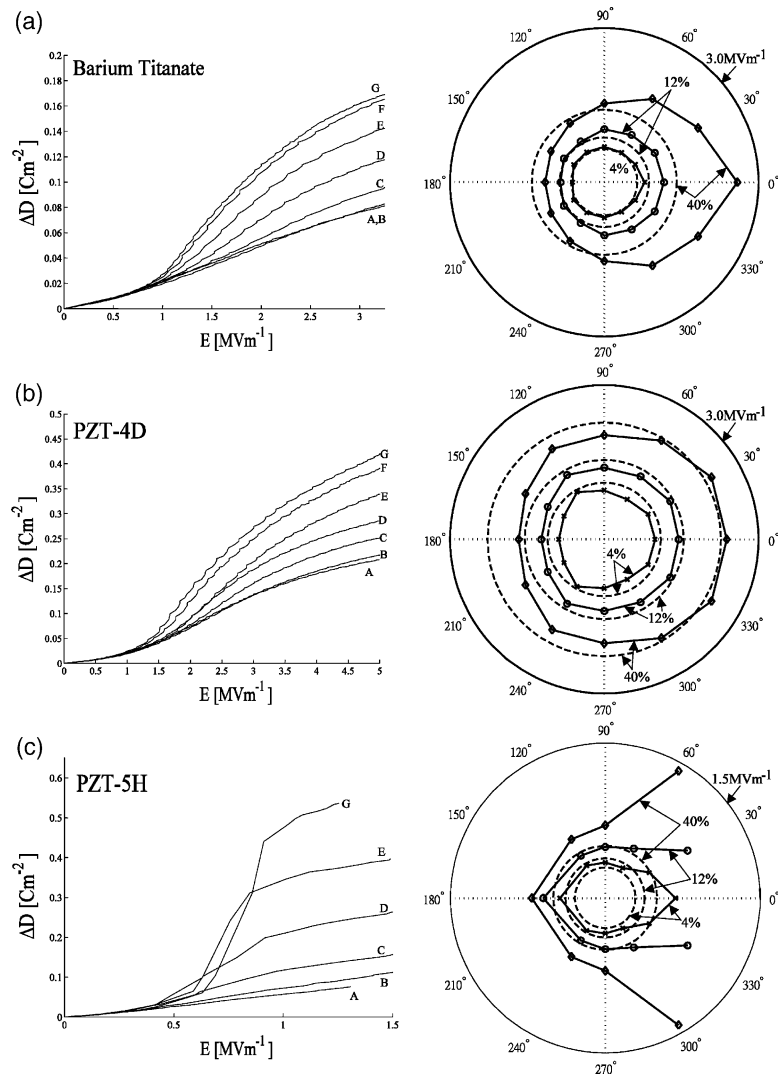 (a)
Barium Titanate
ΔD [Cm-2]
0.2
0.18
0.16
0.14
0.12
0.1
0.08
0.06
0.04
0.02
0
0 0.5 1 1.5 2 2.5 3
E [MVm-1]
G
F
E
D
C
A,B
90°
120° 60°
3.0MVm-1
150° 30°
12%
4%
180° 0°
40%
210° 330°
240° 300°
270°
(b)
PZT-4D
ΔD [Cm-2]
0.5
0.45
0.4
0.35
0.3
0.25
0.2
0.15
0.1
0.05
0
0 0.5 1 1.5 2 2.5 3 3.5 4 4.5 5
E [MVm-1]
G
F
E
D
C
B
A
90°
120° 60°
3.0MVm-1
150° 30°
180° 0°
4%
12%
40%
210° 330°
240° 300°
270°
(c)
PZT-5H
ΔD [Cm-2]
0.6
0.5
0.4
0.3
0.2
0.1
0
0 0.5 1 1.5
E [MVm-1]
G
E
D
C
B
A
90°
120° 60°
1.5MVm-1
150° 30°
40%
12%
180° 0°
4%
210° 330°
240° 300°
270°